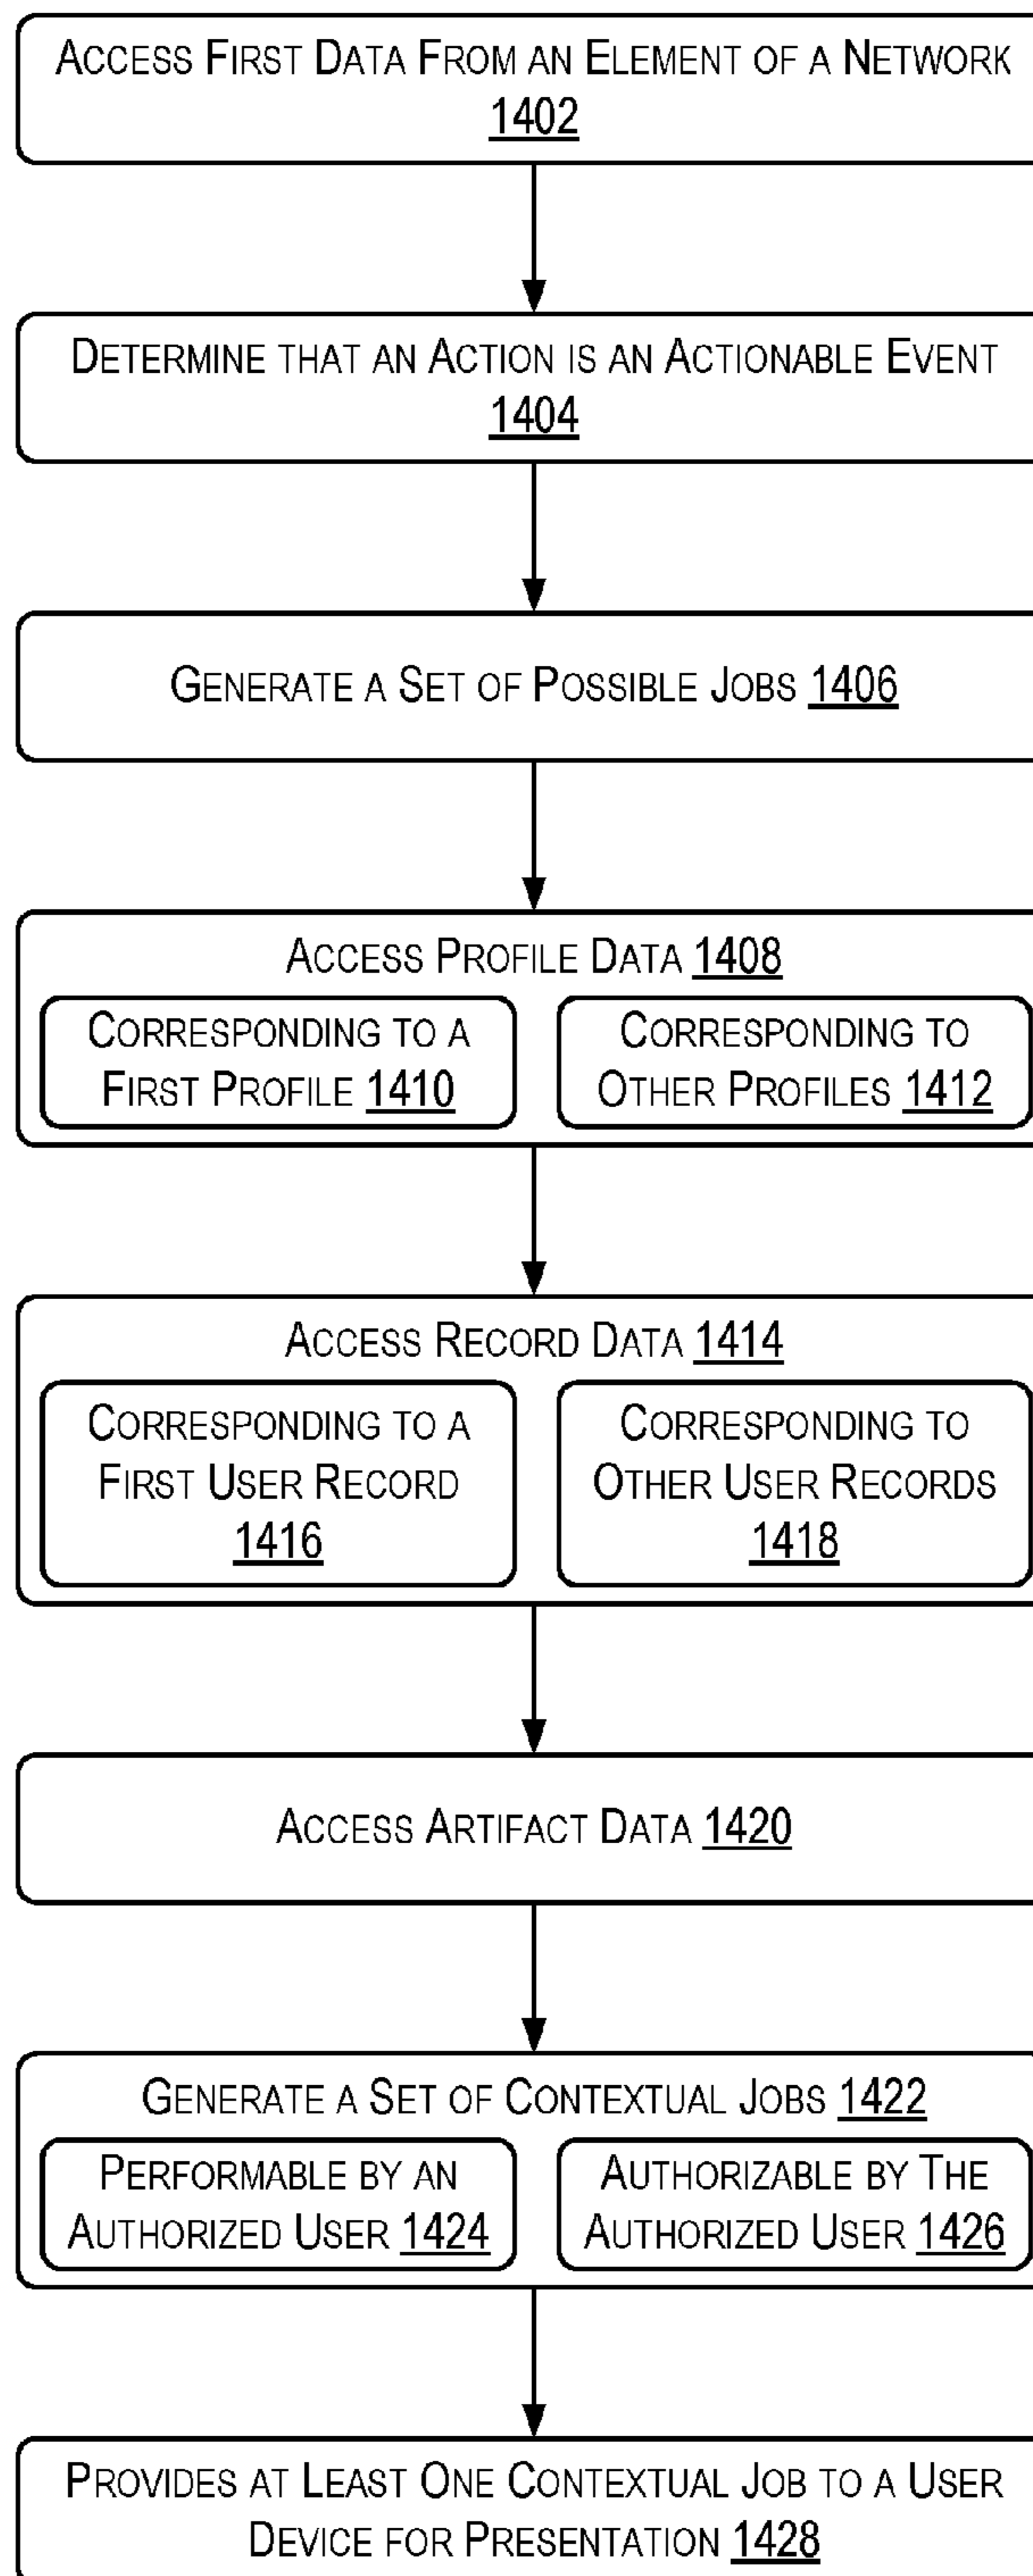 ACCESS FIRST DATA FROM AN ELEMENT OF A NETWORK
1402
DETERMINE THAT AN ACTION IS AN ACTIONABLE EVENT
1404
GENERATE A SET OF POSSIBLE JOBS 1406
ACCESS PROFILE DATA 1408
CORRESPONDING TO A
FIRST PROFILE 1410
CORRESPONDING TO
OTHER PROFILES 1412
ACCESS RECORD DATA 1414
CORRESPONDING TO A
FIRST USER RECORD
1416
CORRESPONDING TO
OTHER USER RECORDS
1418
ACCESS ARTIFACT DATA 1420
GENERATE A SET OF CONTEXTUAL JOBS 1422
PERFORMABLE BY AN
AUTHORIZED USER 1424
AUTHORIZABLE BY THE
AUTHORIZED USER 1426
PROVIDES AT LEAST ONE CONTEXTUAL JOB TO A USER
DEVICE FOR PRESENTATION 1428